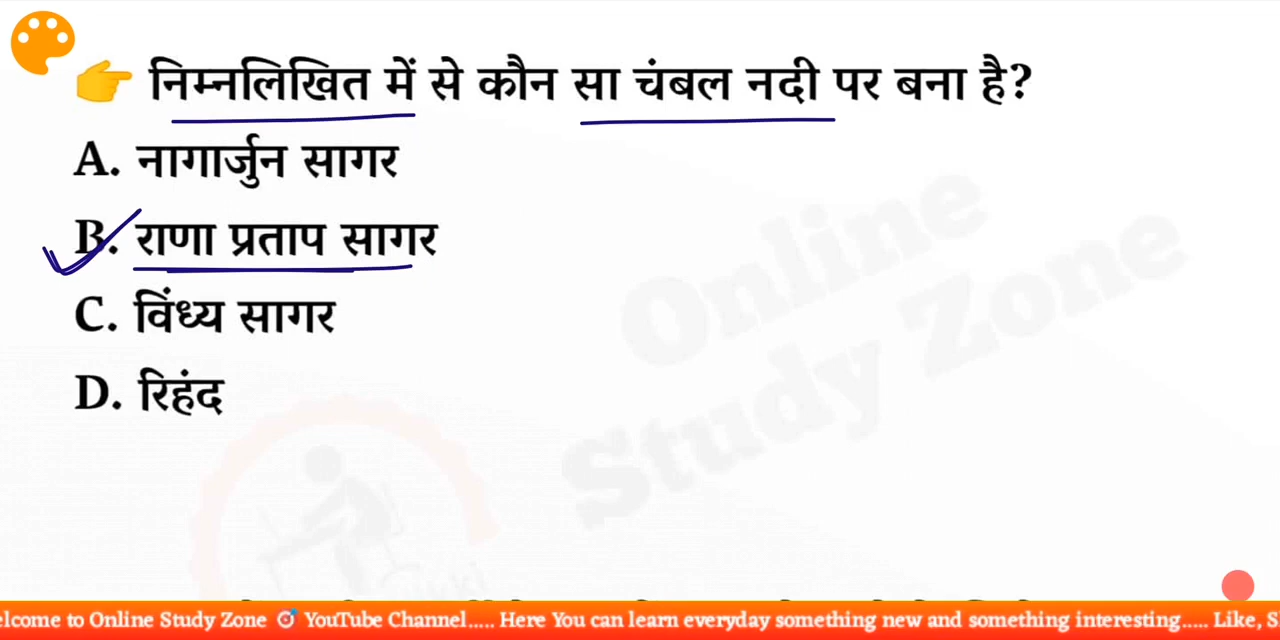 👉 निम्नलिखित में से कौन सा चंबल नदी पर बना है?
A. नागार्जुन सागर
B. राणा प्रताप सागर
C. विंध्य सागर
D. रिहंद
Online
Study Zone
elcome to Online Study Zone 🎯 YouTube Channel..... Here You can learn everyday something new and something interesting..... Like, S